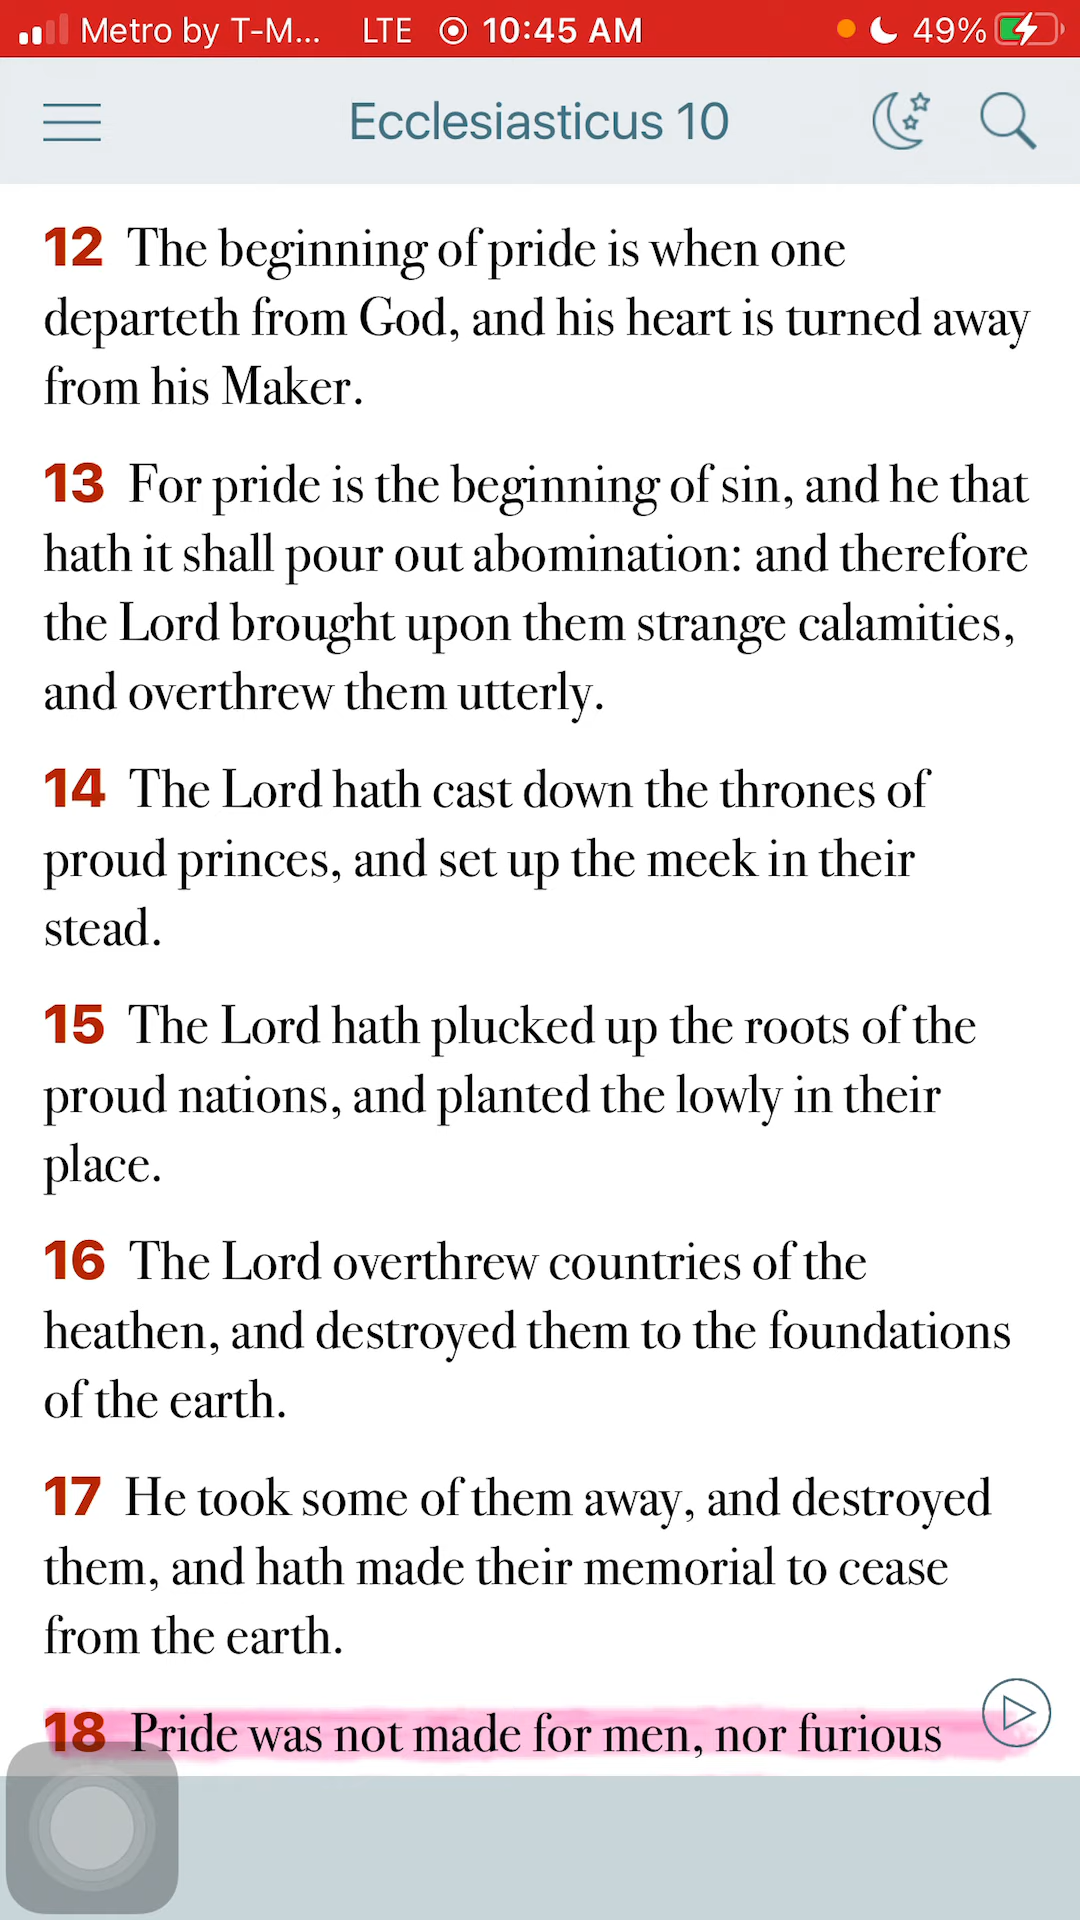 Metro by T-M... LTE 10:45 AM 49%
Ecclesiasticus 10
12 The beginning of pride is when one
departeth from God, and his heart is turned away
from his Maker.
13 For pride is the beginning of sin, and he that
hath it shall pour out abomination: and therefore
the Lord brought upon them strange calamities,
and overthrew them utterly.
14 The Lord hath cast down the thrones of
proud princes, and set up the meek in their
stead.
15 The Lord hath plucked up the roots of the
proud nations, and planted the lowly in their
place.
16 The Lord overthrew countries of the
heathen, and destroyed them to the foundations
of the earth.
17 He took some of them away, and destroyed
them, and hath made their memorial to cease
from the earth.
18 Pride was not made for men, nor furious